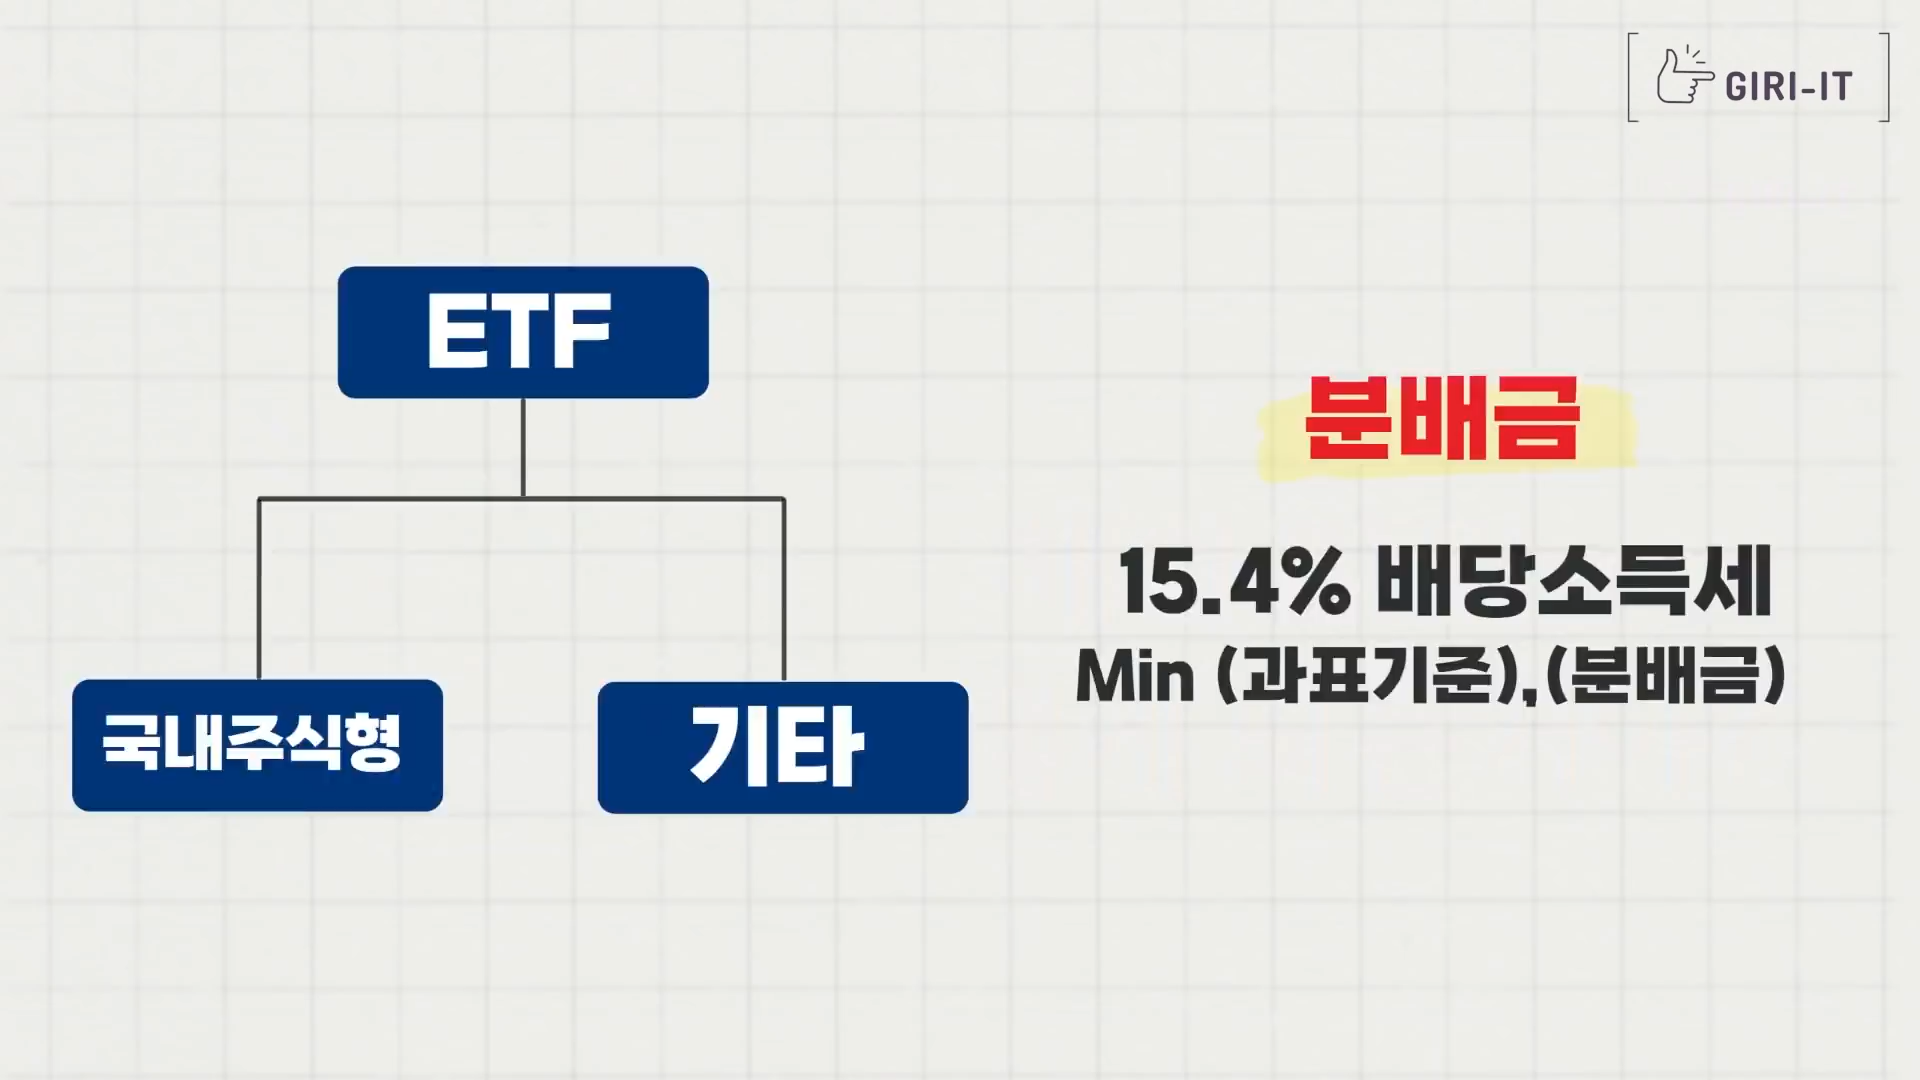 GIRI-IT
ETF
국내주식형
기타
분배금
15.4% 배당소득세
Min (과표기준),(분배금)